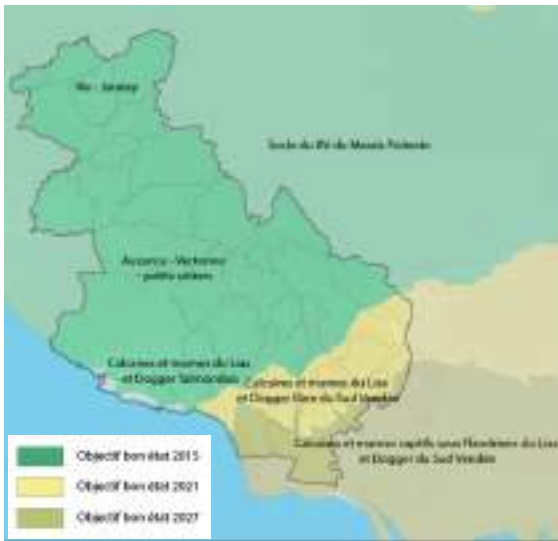 Vie - Jaunay
Socle du BV du Marais Poitevin
Auzance - Vertonne
- petits côtiers
Calcaires et marnes du Lias
et Dogger Talmondais
Calcaires et marnes du Lias
et Dogger libre du Sud Vendée
Calcaires et marnes captifs sous Flandrien du Lias
et Dogger du Sud Vendée
Objectif bon état 2015
Objectif bon état 2021
Objectif bon état 2027